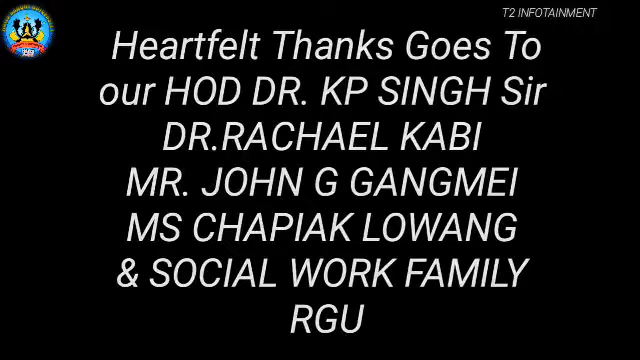 T2 INFOTAINMENT
Heartfelt Thanks Goes To
our HOD DR. KP SINGH Sir
DR.RACHAEL KABI
MR. JOHN G GANGMEI
MS CHAPIAK LOWANG
& SOCIAL WORK FAMILY
RGU